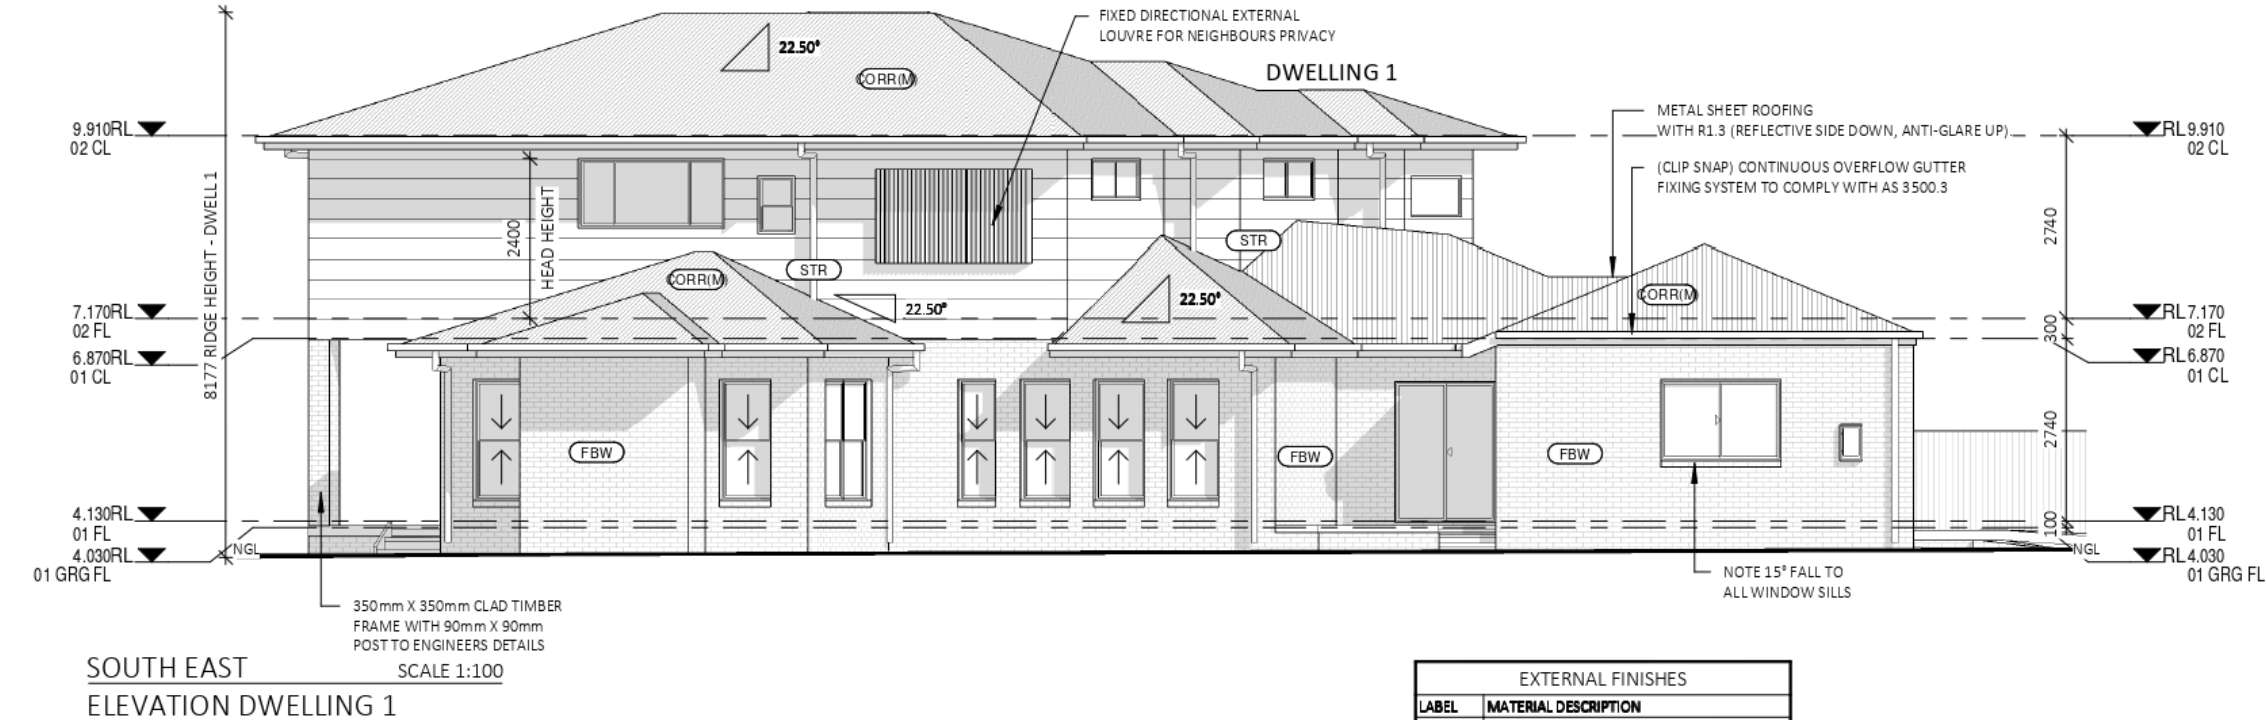 FIXED DIRECTIONAL EXTERNAL
LOUVRE FOR NEIGHBOURS PRIVACY
22.50°
CORR(M)
DWELLING 1
METAL SHEET ROOFING
WITH R1.3 (REFLECTIVE SIDE DOWN, ANTI-GLARE UP)
(CLIP SNAP) CONTINUOUS OVERFLOW GUTTER
FIXING SYSTEM TO COMPLY WITH AS 3500.3
9.910RL
02 CL
RL9.910
02 CL
8177 RIDGE HEIGHT - DWELL 1
2400
HEAD HEIGHT
2740
STR
STR
CORR(M)
22.50°
22.50°
CORR(M)
7.170RL
02 FL
RL7.170
02 FL
300
6.870RL
01 CL
RL6.870
01 CL
2740
FBW
FBW
FBW
4.130RL
01 FL
RL4.130
01 FL
100
NGL
NGL
4.030RL
01 GRG FL
RL4.030
01 GRG FL
NOTE 15° FALL TO
ALL WINDOW SILLS
350mm X 350mm CLAD TIMBER
FRAME WITH 90mm X 90mm
POST TO ENGINEERS DETAILS
SOUTH EAST
SCALE 1:100
ELEVATION DWELLING 1
EXTERNAL FINISHES
LABEL MATERIAL DESCRIPTION